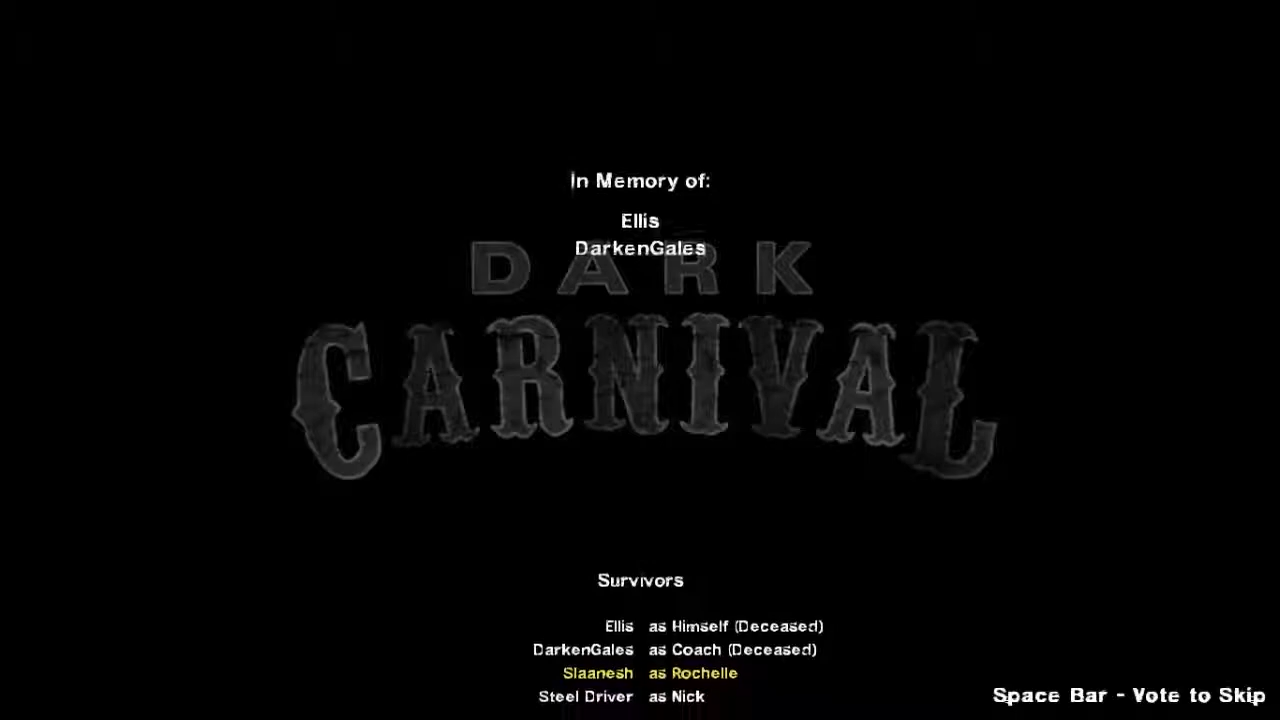 In Memory of:
Ellis
DarkenGales
DARK
CARNIVAL
Survivors
Ellis as Himself (Deceased)
DarkenGales as Coach (Deceased)
Slaanesh as Rochelle
Steel Driver as Nick
Space Bar - Vote to Skip